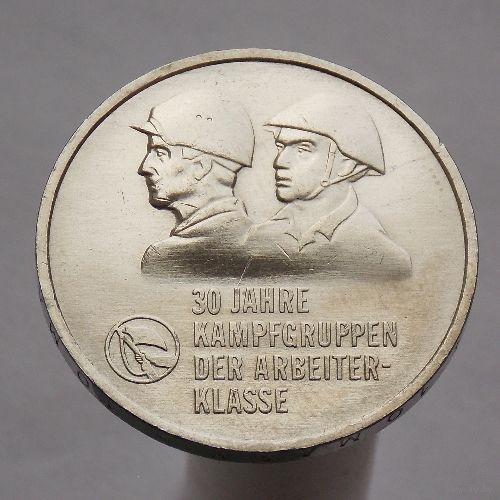 30 JAHRE
KAMPFGRUPPEN
DER ARBEITER-
KLASSE